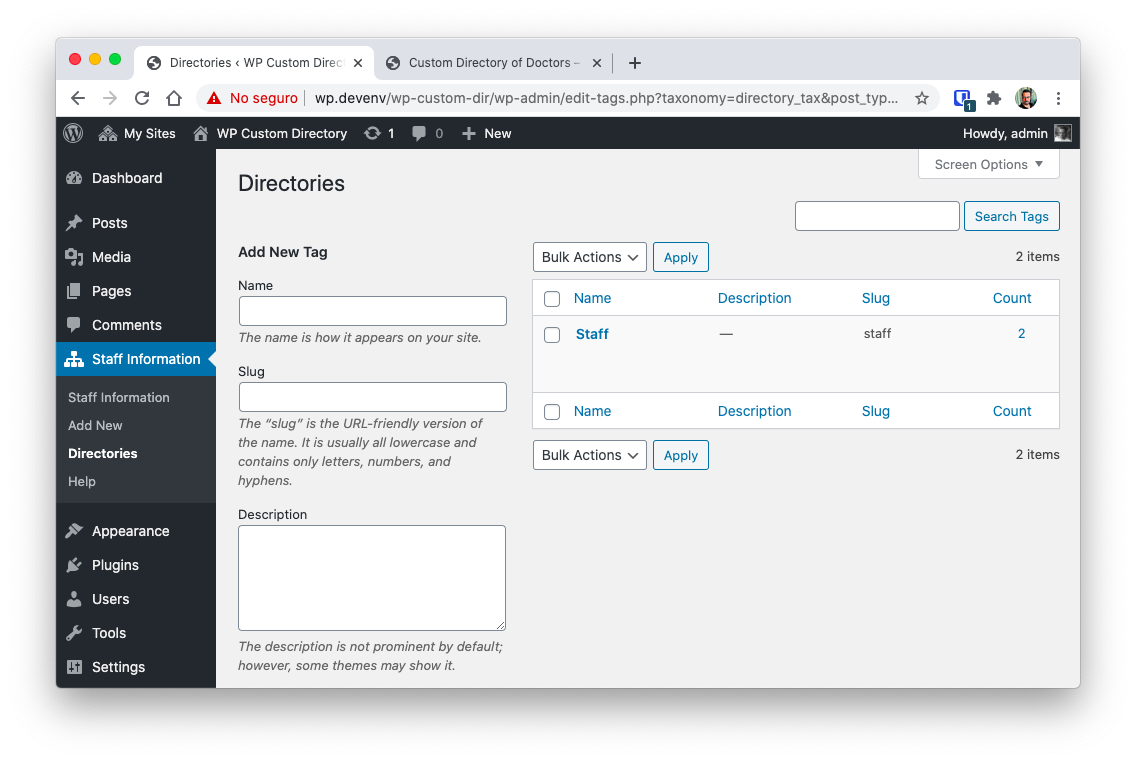 Directories ‹ WP Custom Direct
Custom Directory of Doctors –
No seguro
wp.devenv/wp-custom-dir/wp-admin/edit-tags.php?taxonomy=directory_tax&post_typ...
1
My Sites
WP Custom Directory
1
0
New
Howdy, admin
Dashboard
Posts
Media
Pages
Comments
Staff Information
Staff Information
Add New
Directories
Help
Appearance
Plugins
Users
Tools
Settings
Screen Options
Directories
Search Tags
Add New Tag
Name
The name is how it appears on your site.
Slug
The “slug” is the URL-friendly version of
the name. It is usually all lowercase and
contains only letters, numbers, and
hyphens.
Description
The description is not prominent by default;
however, some themes may show it.
Bulk Actions
Apply
2 items
Name Description Slug Count
Staff — staff 2
Name Description Slug Count
Bulk Actions
Apply
2 items